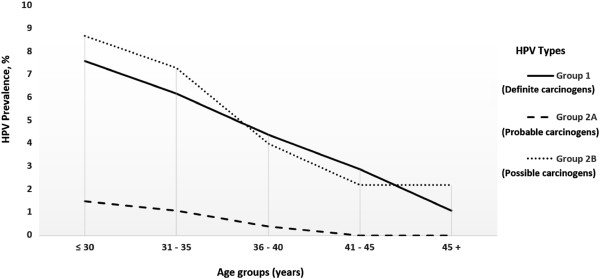 10
9
8
7
6
5
4
3
2
1
0
HPV Prevalence, %
≤ 30
31 - 35
36 - 40
41 - 45
45 +
Age groups (years)
HPV Types
Group 1
(Definite carcinogens)
Group 2A
(Probable carcinogens)
Group 2B
(Possible carcinogens)